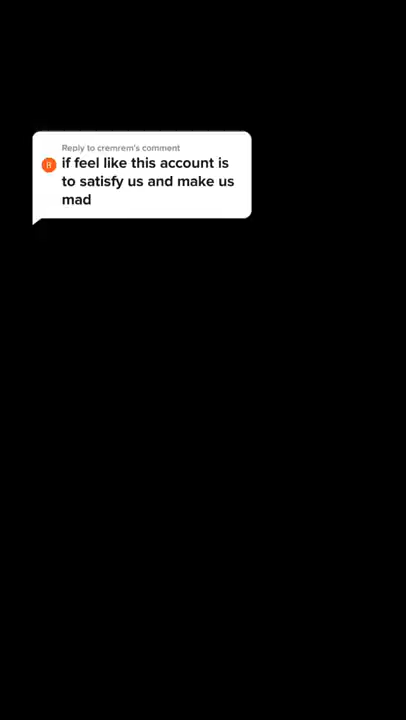 Reply to cremrem's comment
if feel like this account is
to satisfy us and make us
mad